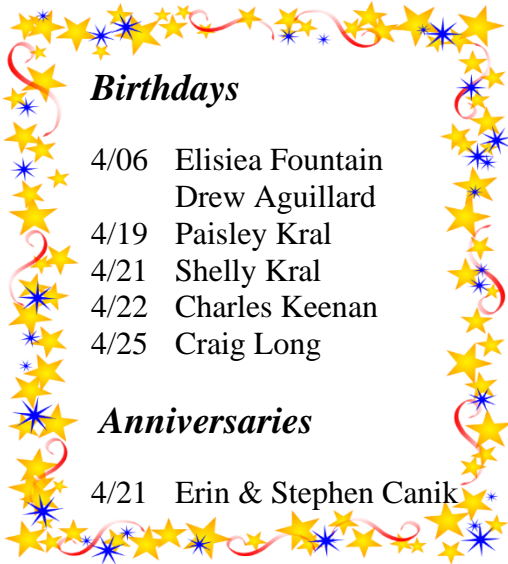 Birthdays
4/06 Elisiea Fountain
Drew Aguillard
4/19 Paisley Kral
4/21 Shelly Kral
4/22 Charles Keenan
4/25 Craig Long
Anniversaries
4/21 Erin & Stephen Canik